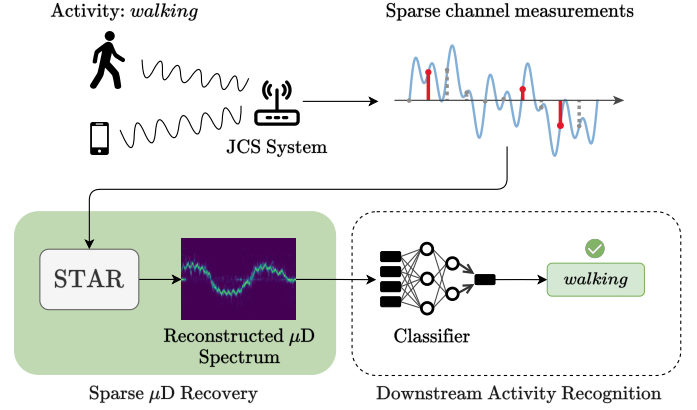 Activity: walking
Sparse channel measurements
JCS System
STAR
Reconstructed μD
Spectrum
Classifier
walking
Sparse μD Recovery
Downstream Activity Recognition